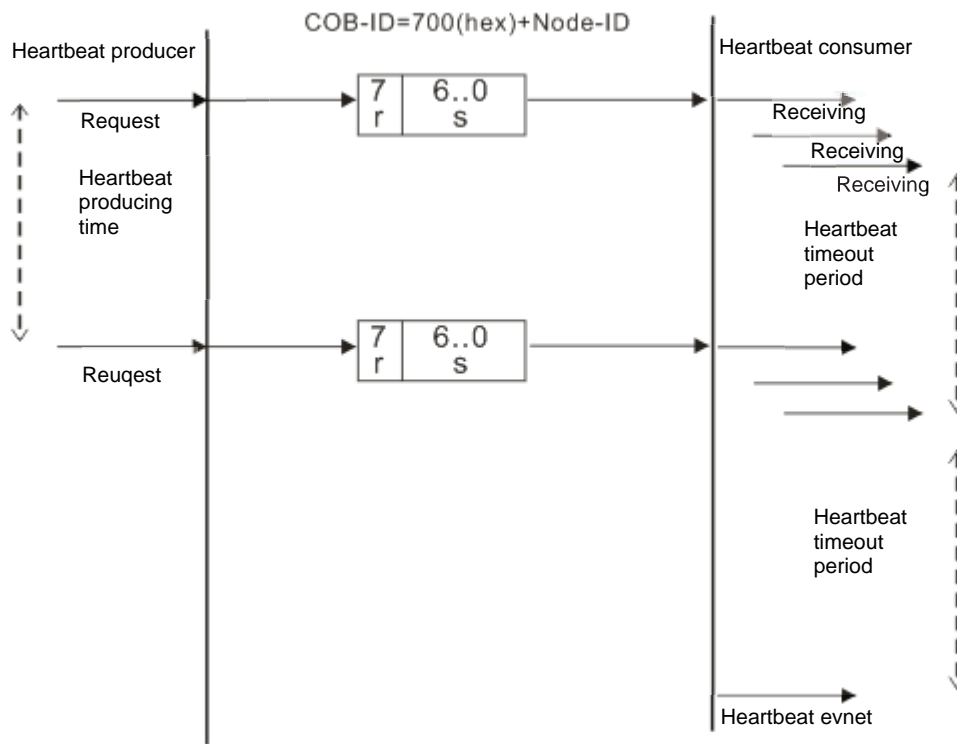 COB-ID=700(hex)+Node-ID
Heartbeat producer
Heartbeat consumer
7
6..0
r
s
Request
Receiving
Receiving
Receiving
Heartbeat
producing
time
Heartbeat
timeout
period
7
6..0
r
s
Reuqest
Heartbeat
timeout
period
Heartbeat evnet